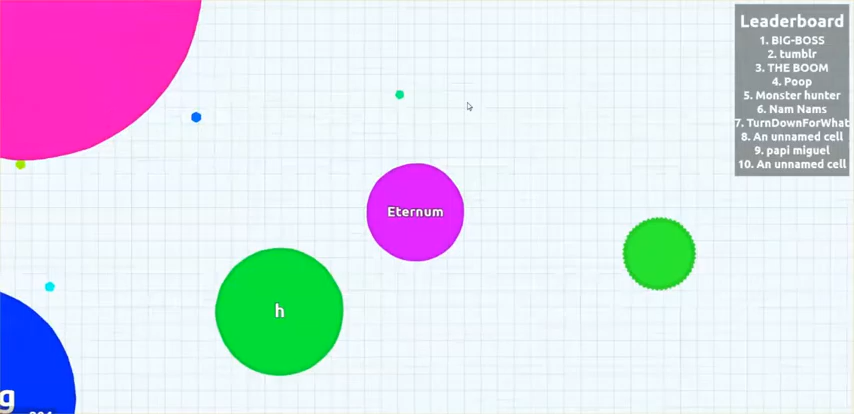 Leaderboard
1. BIG-BOSS
2. tumblr
3. THE BOOM
4. Poop
5. Monster hunter
6. Nam Nams
7. TurnDownForWhat
8. An unnamed cell
9. papi miguel
10. An unnamed cell
Eternum
h
g